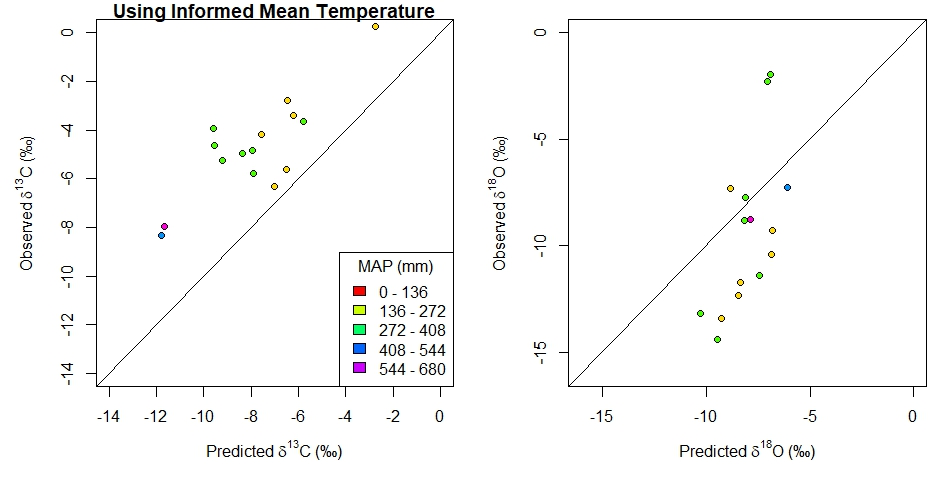 Using Informed Mean Temperature
0
-2
-4
-6
-8
-10
-12
-14
Observed δ13C (‰)
-14 -12 -10 -8 -6 -4 -2 0
Predicted δ13C (‰)
MAP (mm)
0 - 136
136 - 272
272 - 408
408 - 544
544 - 680
0
-5
-10
-15
Observed δ18O (‰)
-15 -10 -5 0
Predicted δ18O (‰)